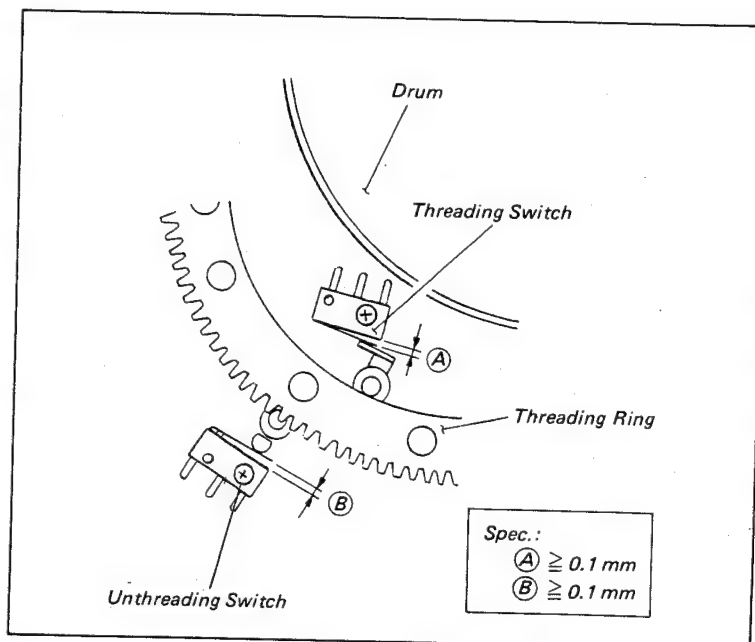 Drum
Threading Switch
Ⓐ
Threading Ring
Ⓑ
Unthreading Switch
Spec.:
Ⓐ ≧ 0.1 mm
Ⓑ ≧ 0.1 mm